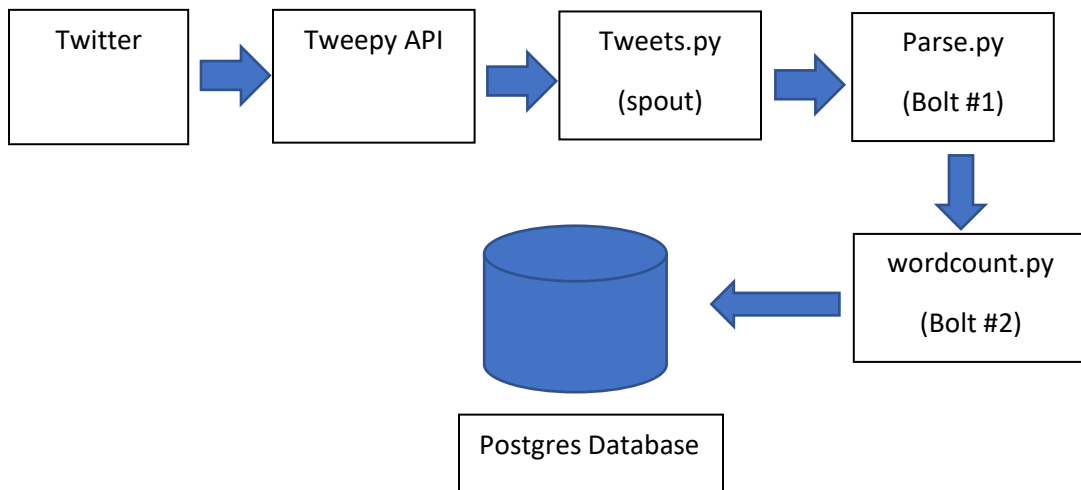 Twitter
Tweepy API
Tweets.py
(spout)
Parse.py
(Bolt #1)
wordcount.py
(Bolt #2)
Postgres Database